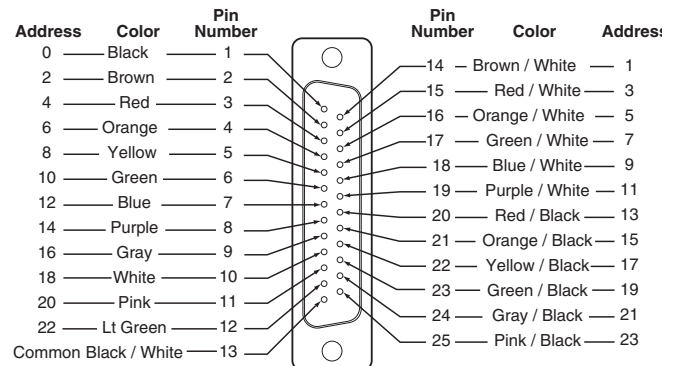 Address Color Pin Number
0 Black 1
2 Brown 2
4 Red 3
6 Orange 4
8 Yellow 5
10 Green 6
12 Blue 7
14 Purple 8
16 Gray 9
18 White 10
20 Pink 11
22 Lt Green 12
Common Black / White 13
Pin Number Color Address
14 Brown / White 1
15 Red / White 3
16 Orange / White 5
17 Green / White 7
18 Blue / White 9
19 Purple / White 11
20 Red / Black 13
21 Orange / Black 15
22 Yellow / Black 17
23 Green / Black 19
24 Gray / Black 21
25 Pink / Black 23